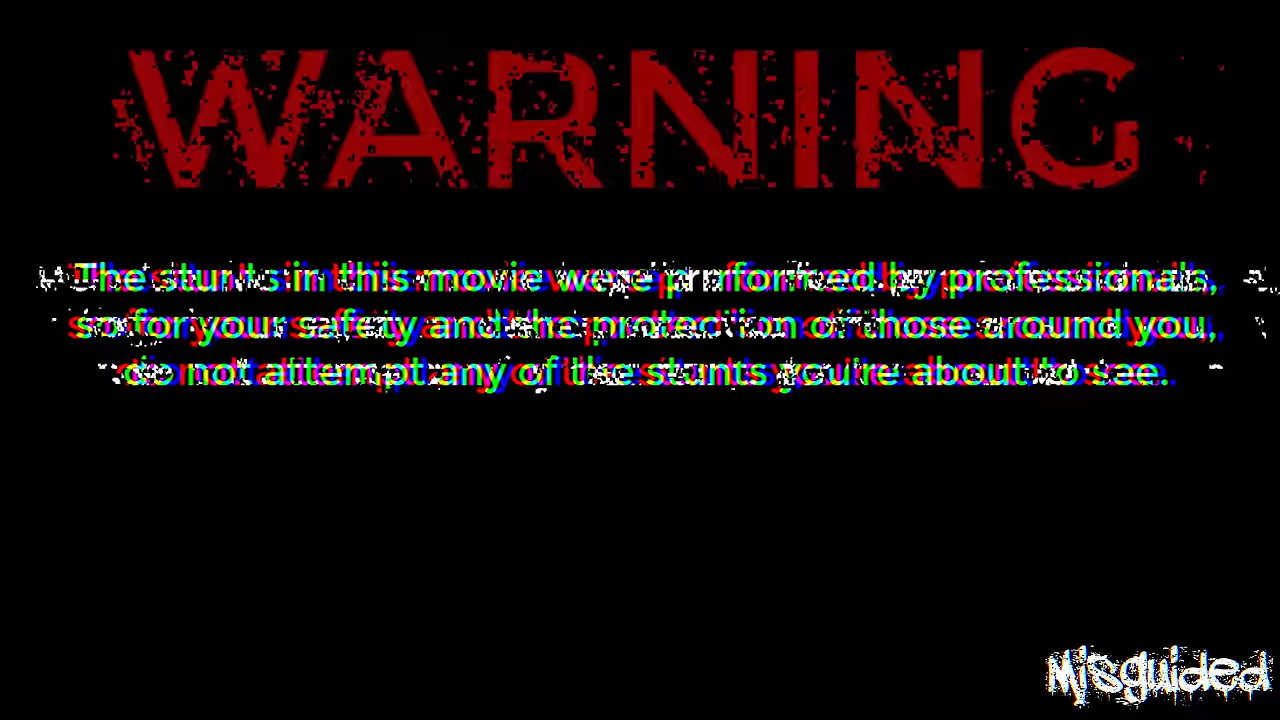 WARNING
The stunts in this movie were preformed by professionals,
so for your safety and the protection of those around you,
do not attempt any of the stunts you're about to see.
Misguided